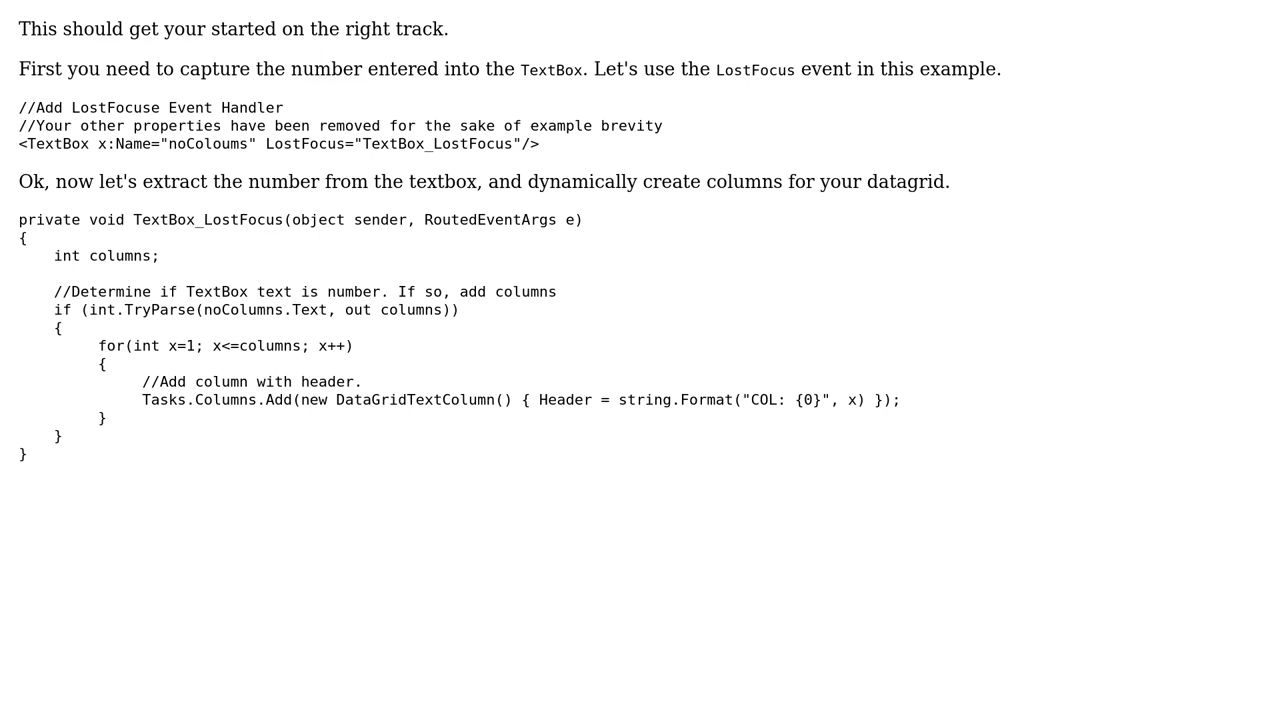 This should get your started on the right track.
First you need to capture the number entered into the TextBox. Let's use the LostFocus event in this example.
//Add LostFocuse Event Handler
//Your other properties have been removed for the sake of example brevity
<TextBox x:Name="noColoums" LostFocus="TextBox_LostFocus"/>
Ok, now let's extract the number from the textbox, and dynamically create columns for your datagrid.
private void TextBox_LostFocus(object sender, RoutedEventArgs e)
{
    int columns;

    //Determine if TextBox text is number. If so, add columns
    if (int.TryParse(noColumns.Text, out columns))
    {
         for(int x=1; x<=columns; x++)
         {
              //Add column with header.
              Tasks.Columns.Add(new DataGridTextColumn() { Header = string.Format("COL: {0}", x) });
         }
    }
}